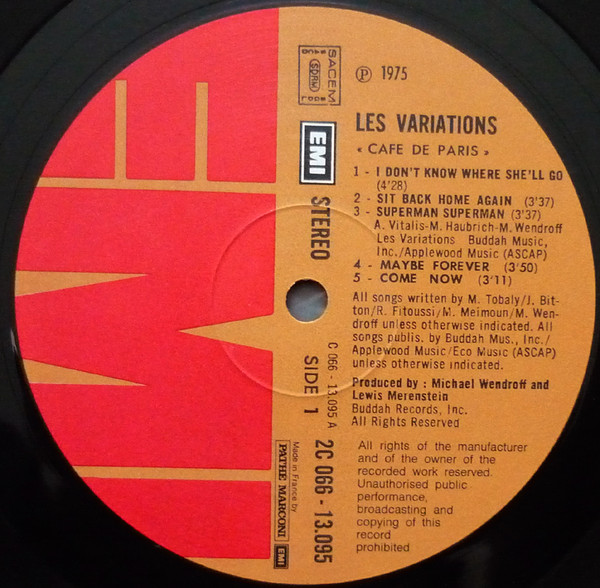 SACEM
SDRM
SACD
SGDL
℗ 1975
EMI
LES VARIATIONS
« CAFE DE PARIS »
1 - I DON'T KNOW WHERE SHE'LL GO
(4'28)
2 - SIT BACK HOME AGAIN (3'37)
3 - SUPERMAN SUPERMAN (3'37)
A. Vitalis-M. Haubrich-M. Wendroff
Les Variations Buddah Music,
Inc./Applewood Music (ASCAP)
4 - MAYBE FOREVER (3'50)
5 - COME NOW (3'11)
All songs written by M. Tobaly/J. Bit-
ton/R. Fitoussi/M. Meimoun/M. Wen-
droff unless otherwise indicated. All
songs publis. by Buddah Mus., Inc./
Applewood Music/Eco Music (ASCAP)
unless otherwise indicated.
Produced by : Michael Wendroff and
Lewis Merenstein
Buddah Records, Inc.
All Rights Reserved
All rights of the manufacturer
and of the owner of the
recorded work reserved.
Unauthorised public
performance,
broadcasting and
copying of this
record
prohibited
STEREO
C 066 - 13.095 A
SIDE 1
2C 066 - 13.095
Made in France by
PATHE MARCONI
EMI
EMI